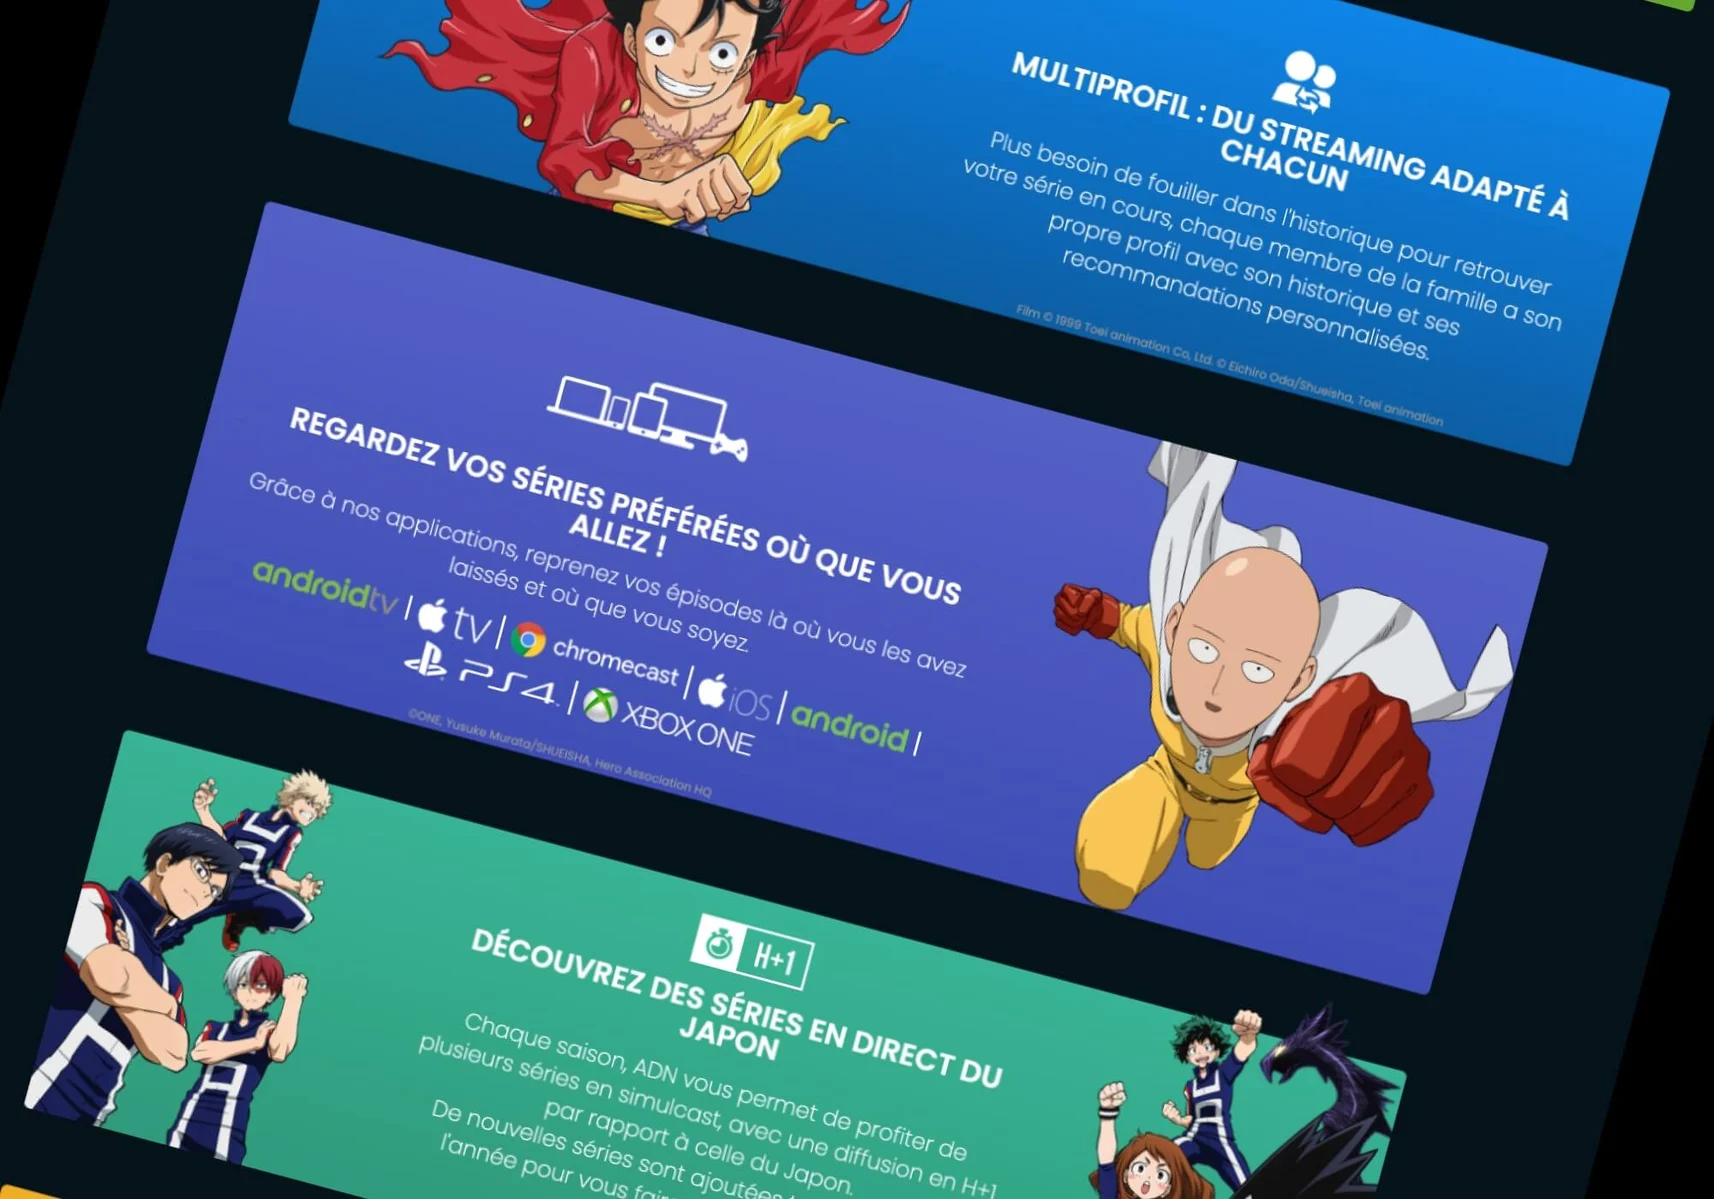 MULTIPROFIL : DU STREAMING ADAPTÉ À
CHACUN
Plus besoin de fouiller dans l'historique pour retrouver
votre série en cours, chaque membre de la famille a son
propre profil avec son historique et ses
recommandations personnalisées.
Film © 1999 Toei animation Co, Ltd. © Eichiro Oda/Shueisha, Toei animation
REGARDEZ VOS SÉRIES PRÉFÉRÉES OÙ QUE VOUS
ALLEZ !
Grâce à nos applications, reprenez vos épisodes là où vous les avez
laissés et où que vous soyez.
androidtv | tv | chromecast | iOS | android |
PS4 | XBOX ONE
©ONE, Yusuke Murata/SHUEISHA, Hero Association HQ
H+1
DÉCOUVREZ DES SÉRIES EN DIRECT DU
JAPON
Chaque saison, ADN vous permet de profiter de
plusieurs séries en simulcast, avec une diffusion en H+1
par rapport à celle du Japon.
De nouvelles séries sont ajoutées
l'année pour vous